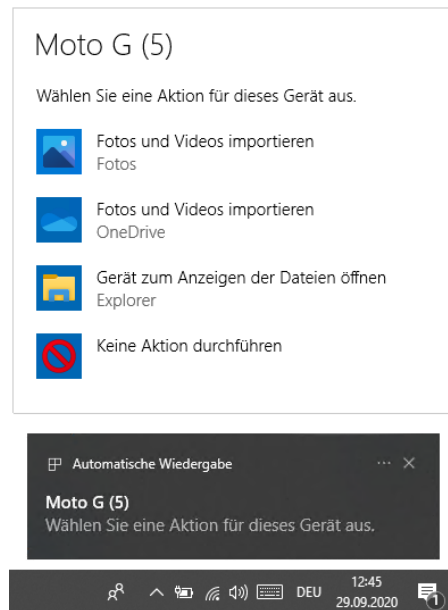 Moto G (5)
Wählen Sie eine Aktion für dieses Gerät aus.
Fotos und Videos importieren
Fotos
Fotos und Videos importieren
OneDrive
Gerät zum Anzeigen der Dateien öffnen
Explorer
Keine Aktion durchführen
Automatische Wiedergabe
Moto G (5)
Wählen Sie eine Aktion für dieses Gerät aus.
DEU
12:45
29.09.2020
1